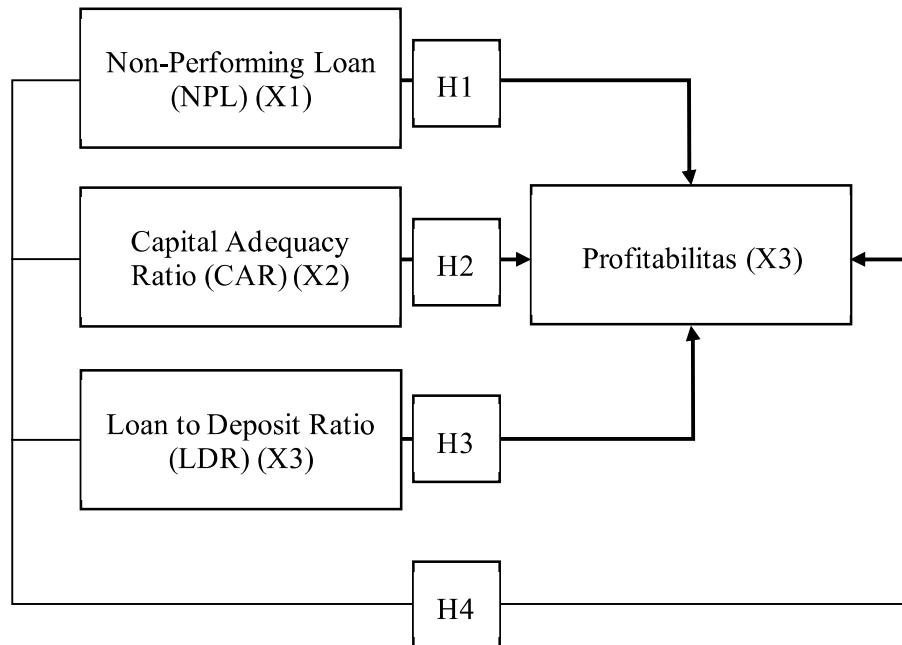 Non-Performing Loan
(NPL) (X1)
H1
Capital Adequacy
Ratio (CAR) (X2)
H2
Profitabilitas (X3)
Loan to Deposit Ratio
(LDR) (X3)
H3
H4